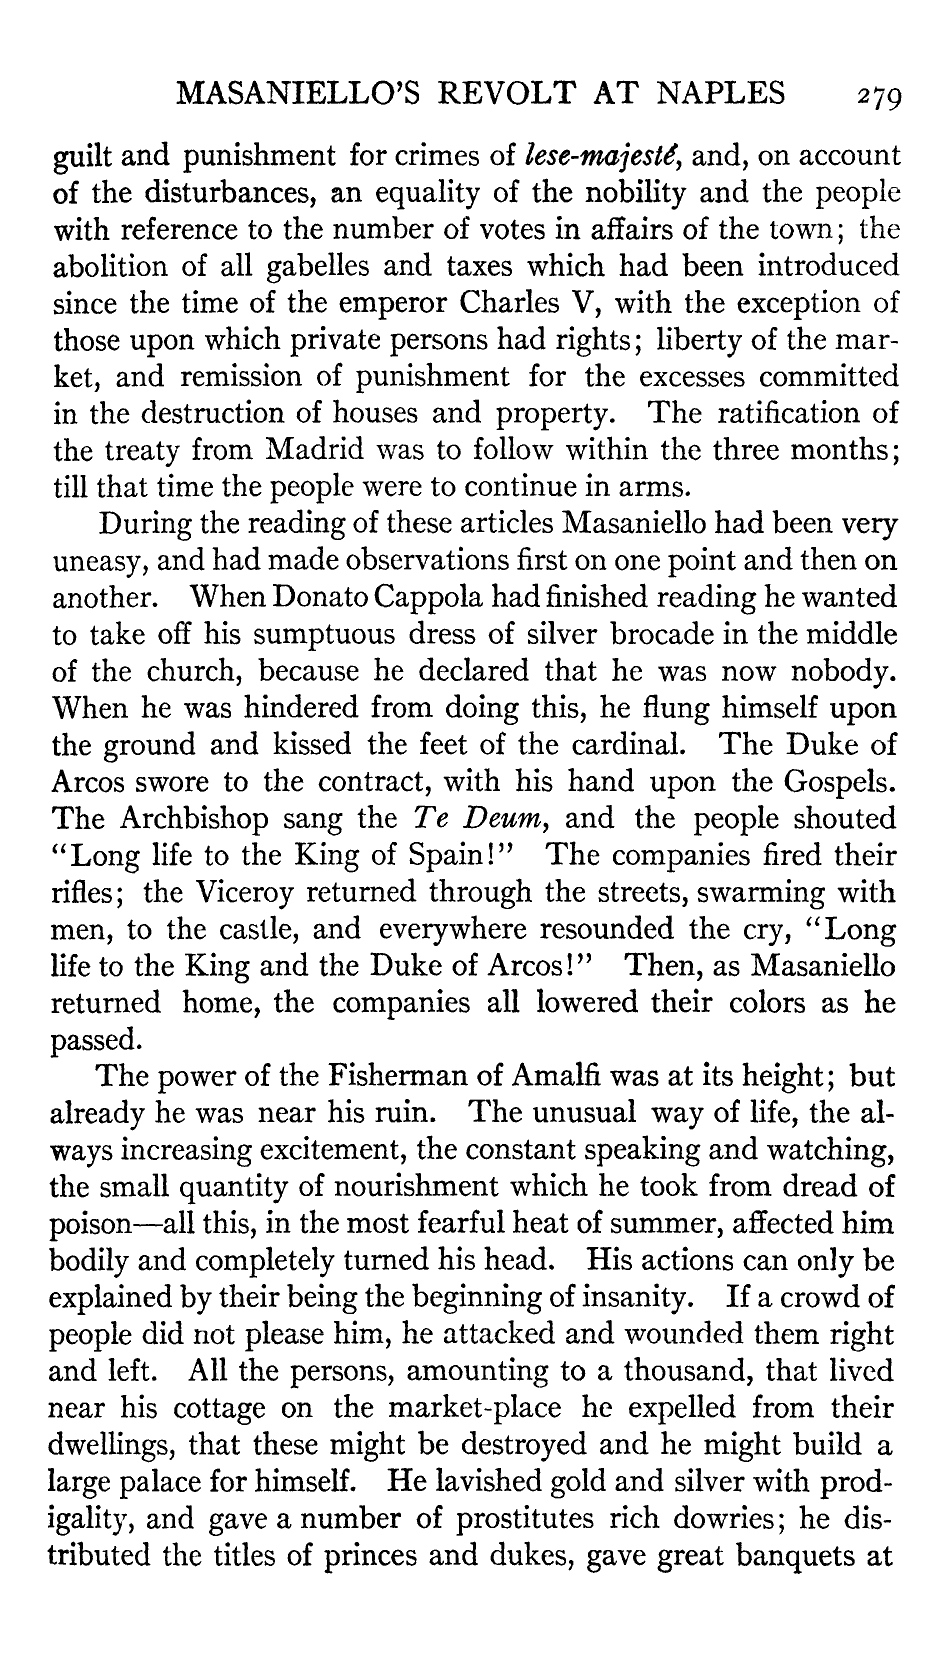 MASANIELLO'S REVOLT AT NAPLES 279
guilt and punishment for crimes of lese-majesté, and, on account
of the disturbances, an equality of the nobility and the people
with reference to the number of votes in affairs of the town; the
abolition of all gabelles and taxes which had been introduced
since the time of the emperor Charles V, with the exception of
those upon which private persons had rights; liberty of the mar-
ket, and remission of punishment for the excesses committed
in the destruction of houses and property. The ratification of
the treaty from Madrid was to follow within the three months;
till that time the people were to continue in arms.
During the reading of these articles Masaniello had been very
uneasy, and had made observations first on one point and then on
another. When Donato Cappola had finished reading he wanted
to take off his sumptuous dress of silver brocade in the middle
of the church, because he declared that he was now nobody.
When he was hindered from doing this, he flung himself upon
the ground and kissed the feet of the cardinal. The Duke of
Arcos swore to the contract, with his hand upon the Gospels.
The Archbishop sang the Te Deum, and the people shouted
"Long life to the King of Spain!" The companies fired their
rifles; the Viceroy returned through the streets, swarming with
men, to the castle, and everywhere resounded the cry, "Long
life to the King and the Duke of Arcos!" Then, as Masaniello
returned home, the companies all lowered their colors as he
passed.
The power of the Fisherman of Amalfi was at its height; but
already he was near his ruin. The unusual way of life, the al-
ways increasing excitement, the constant speaking and watching,
the small quantity of nourishment which he took from dread of
poison—all this, in the most fearful heat of summer, affected him
bodily and completely turned his head. His actions can only be
explained by their being the beginning of insanity. If a crowd of
people did not please him, he attacked and wounded them right
and left. All the persons, amounting to a thousand, that lived
near his cottage on the market-place he expelled from their
dwellings, that these might be destroyed and he might build a
large palace for himself. He lavished gold and silver with prod-
igality, and gave a number of prostitutes rich dowries; he dis-
tributed the titles of princes and dukes, gave great banquets at